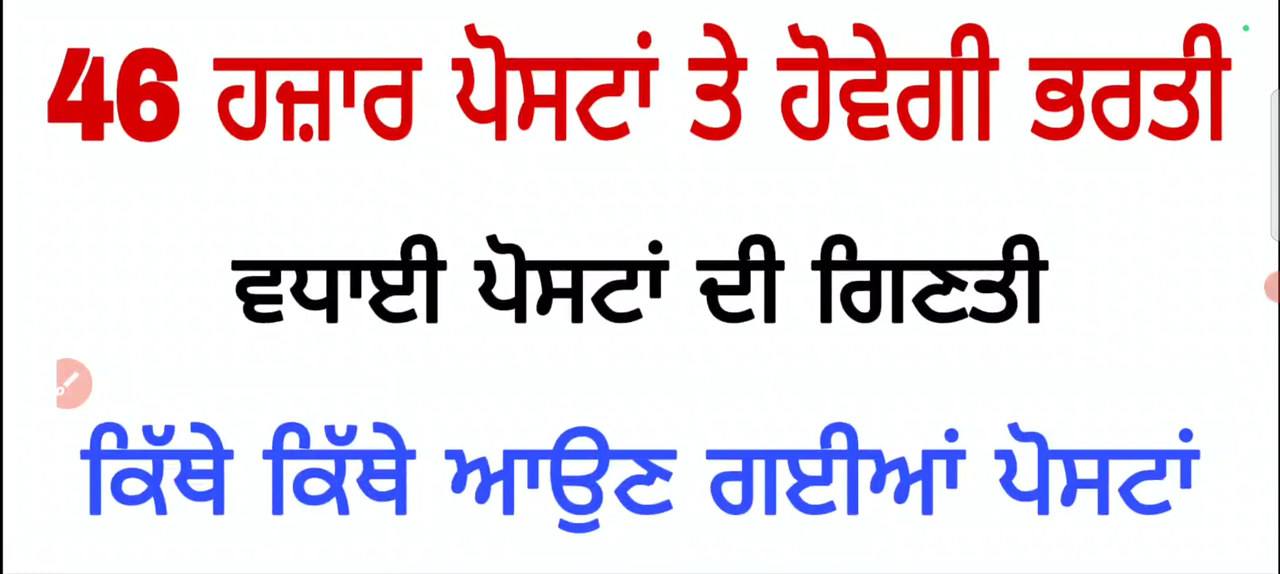 46 ਹਜ਼ਾਰ ਪੋਸਟਾਂ ਤੇ ਹੋਵੇਗੀ ਭਰਤੀ
ਵਧਾਈ ਪੋਸਟਾਂ ਦੀ ਗਿਣਤੀ
ਕਿੱਥੇ ਕਿੱਥੇ ਆਉਣ ਗਈਆਂ ਪੋਸਟਾਂ